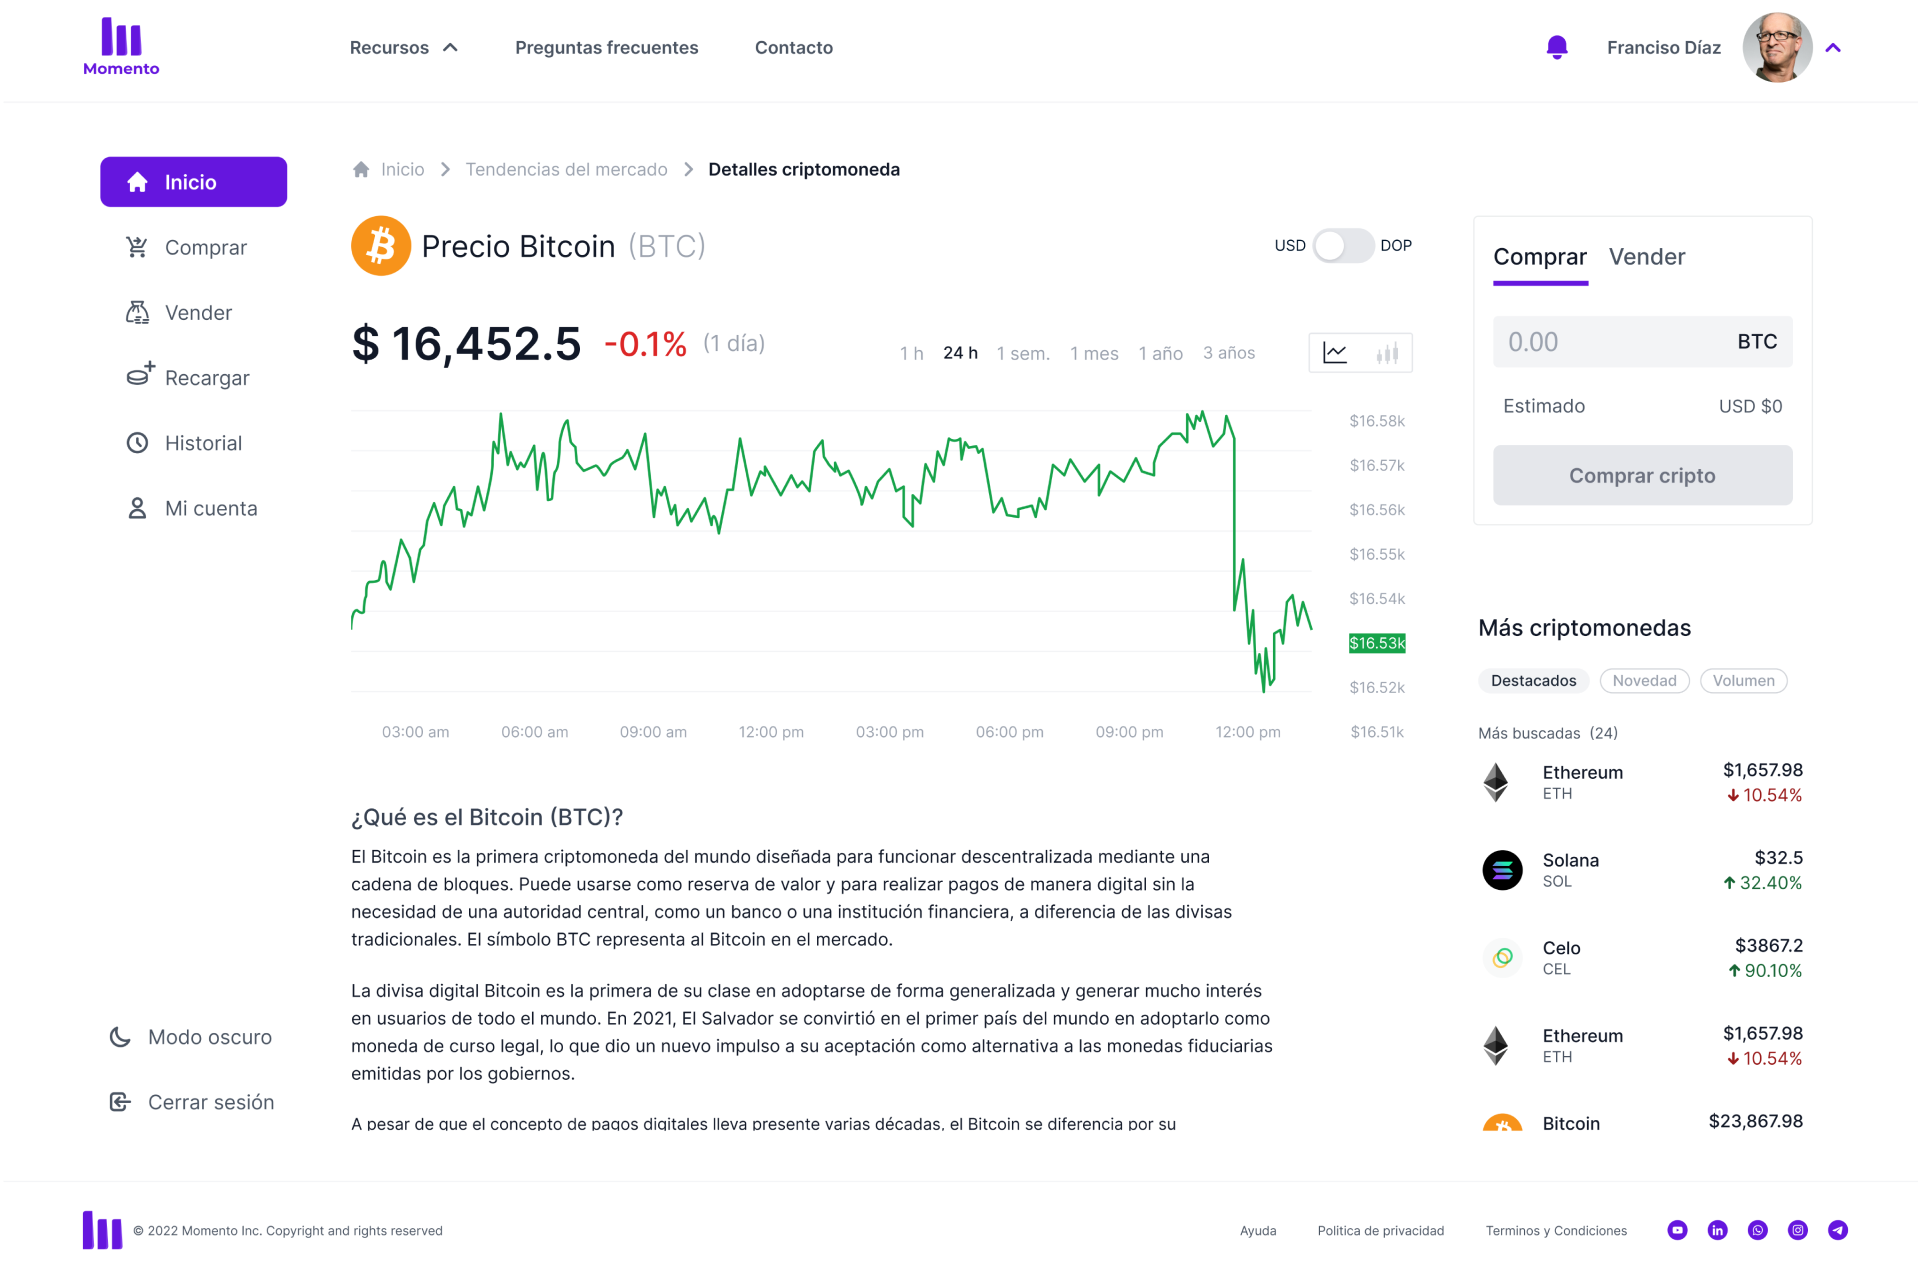 Momento
Recursos
Preguntas frecuentes
Contacto
Franciso Díaz
Inicio
Comprar
Vender
Recargar
Historial
Mi cuenta
Modo oscuro
Cerrar sesión
Inicio
Tendencias del mercado
Detalles criptomoneda
Precio Bitcoin (BTC)
USD
DOP
$ 16,452.5 -0.1% (1 día)
1 h 24 h 1 sem. 1 mes 1 año 3 años
$16.58k
$16.57k
$16.56k
$16.55k
$16.54k
$16.53k
$16.52k
$16.51k
03:00 am 06:00 am 09:00 am 12:00 pm 03:00 pm 06:00 pm 09:00 pm 12:00 pm
¿Qué es el Bitcoin (BTC)?
El Bitcoin es la primera criptomoneda del mundo diseñada para funcionar descentralizada mediante una
cadena de bloques. Puede usarse como reserva de valor y para realizar pagos de manera digital sin la
necesidad de una autoridad central, como un banco o una institución financiera, a diferencia de las divisas
tradicionales. El símbolo BTC representa al Bitcoin en el mercado.
La divisa digital Bitcoin es la primera de su clase en adoptarse de forma generalizada y generar mucho interés
en usuarios de todo el mundo. En 2021, El Salvador se convirtió en el primer país del mundo en adoptarlo como
moneda de curso legal, lo que dio un nuevo impulso a su aceptación como alternativa a las monedas fiduciarias
emitidas por los gobiernos.
A pesar de que el concepto de pagos digitales lleva presente varias décadas, el Bitcoin se diferencia por su
Comprar Vender
0.00 BTC
Estimado USD $0
Comprar cripto
Más criptomonedas
Destacados Novedad Volumen
Más buscadas (24)
Ethereum $1,657.98
ETH 10.54%
Solana $32.5
SOL 32.40%
Celo $3867.2
CEL 90.10%
Ethereum $1,657.98
ETH 10.54%
Bitcoin $23,867.98
© 2022 Momento Inc. Copyright and rights reserved
Ayuda
Politica de privacidad
Terminos y Condiciones